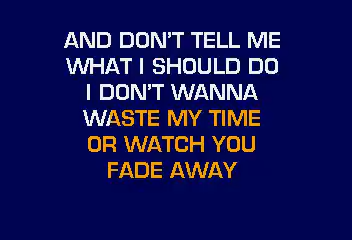 AND DON'T TELL ME
WHAT I SHOULD DO
I DON'T WANNA
WASTE MY TIME
OR WATCH YOU
FADE AWAY